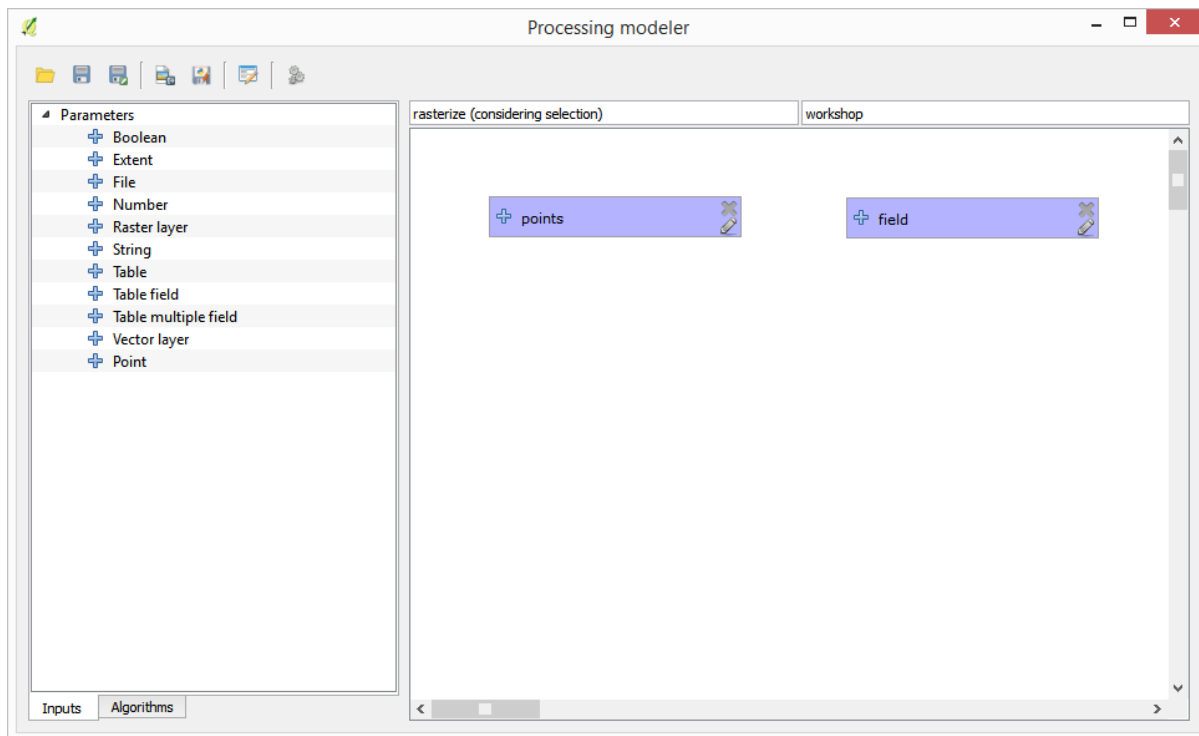 Processing modeler
Parameters
Boolean
Extent
File
Number
Raster layer
String
Table
Table field
Table multiple field
Vector layer
Point
Inputs Algorithms
rasterize (considering selection) workshop
points field